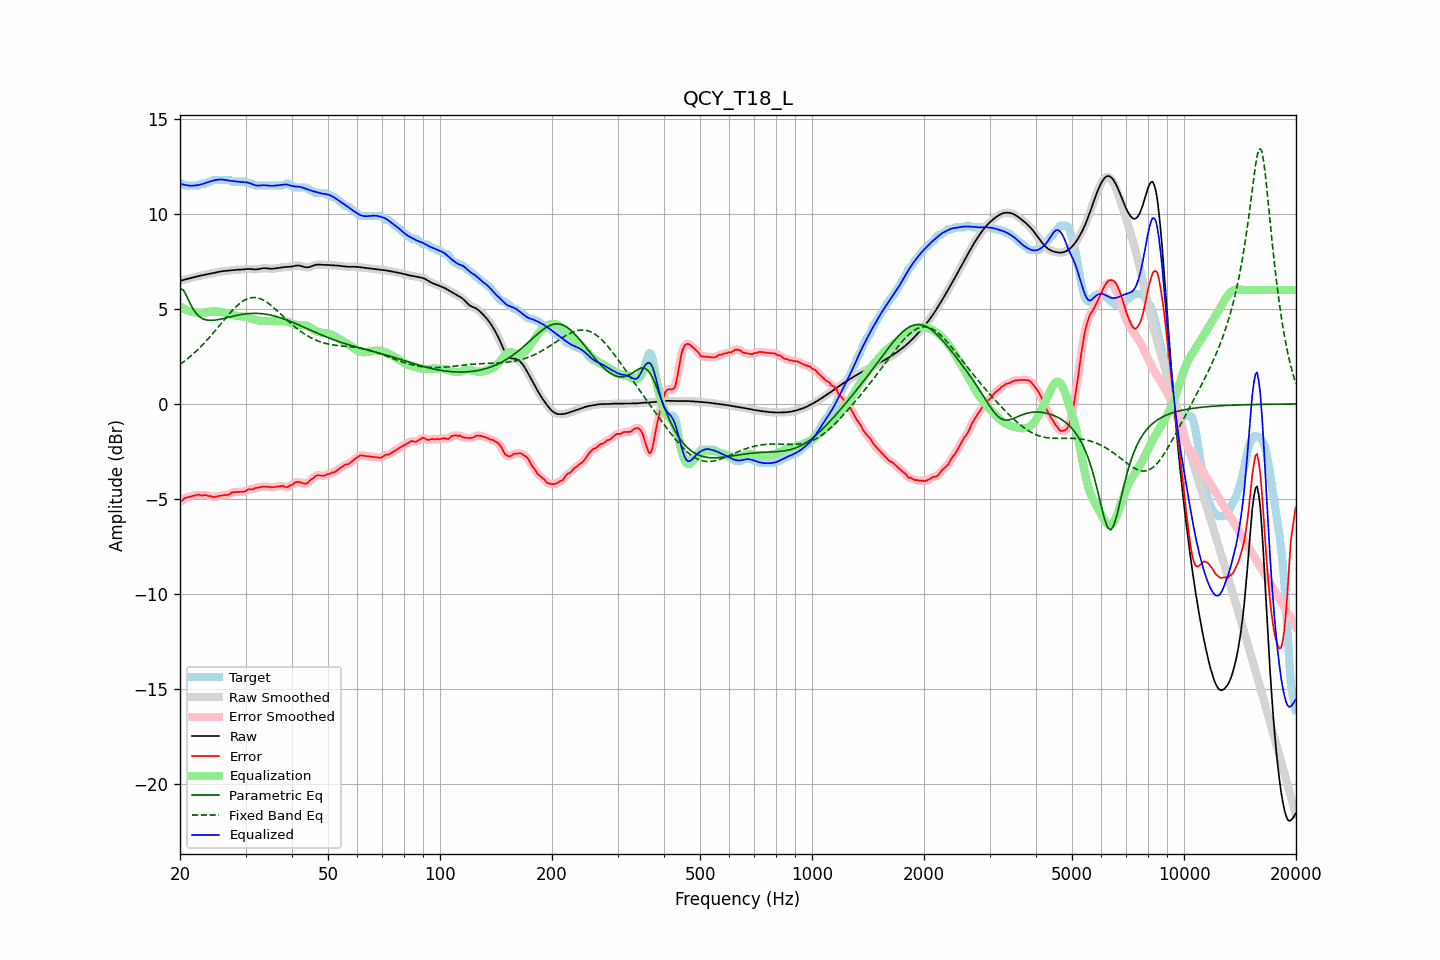 QCY_T18_L
Amplitude (dBr)
15
10
5
0
−5
−10
−15
−20
Target
Raw Smoothed
Error Smoothed
Raw
Error
Equalization
Parametric Eq
Fixed Band Eq
Equalized
20 50 100 200 500 1000 2000 5000 10000 20000
Frequency (Hz)